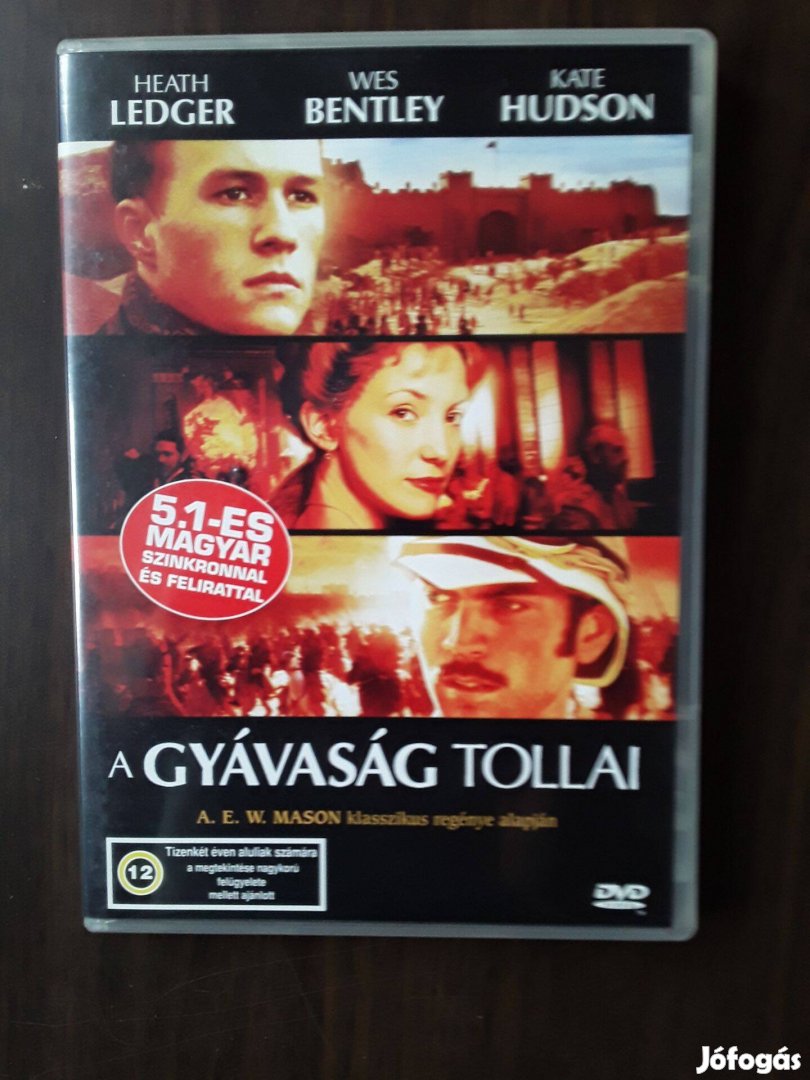 HEATH WES KATE
LEDGER BENTLEY HUDSON
5.1-ES
MAGYAR
SZINKRONNAL
ÉS FELIRATTAL
A GYÁVASÁG TOLLAI
A. E. W. MASON klasszikus regénye alapján
12
Tizenkét éven aluliak számára
a megtekintése nagykorú
felügyelete
mellett ajánlott
DVD
Jófogás